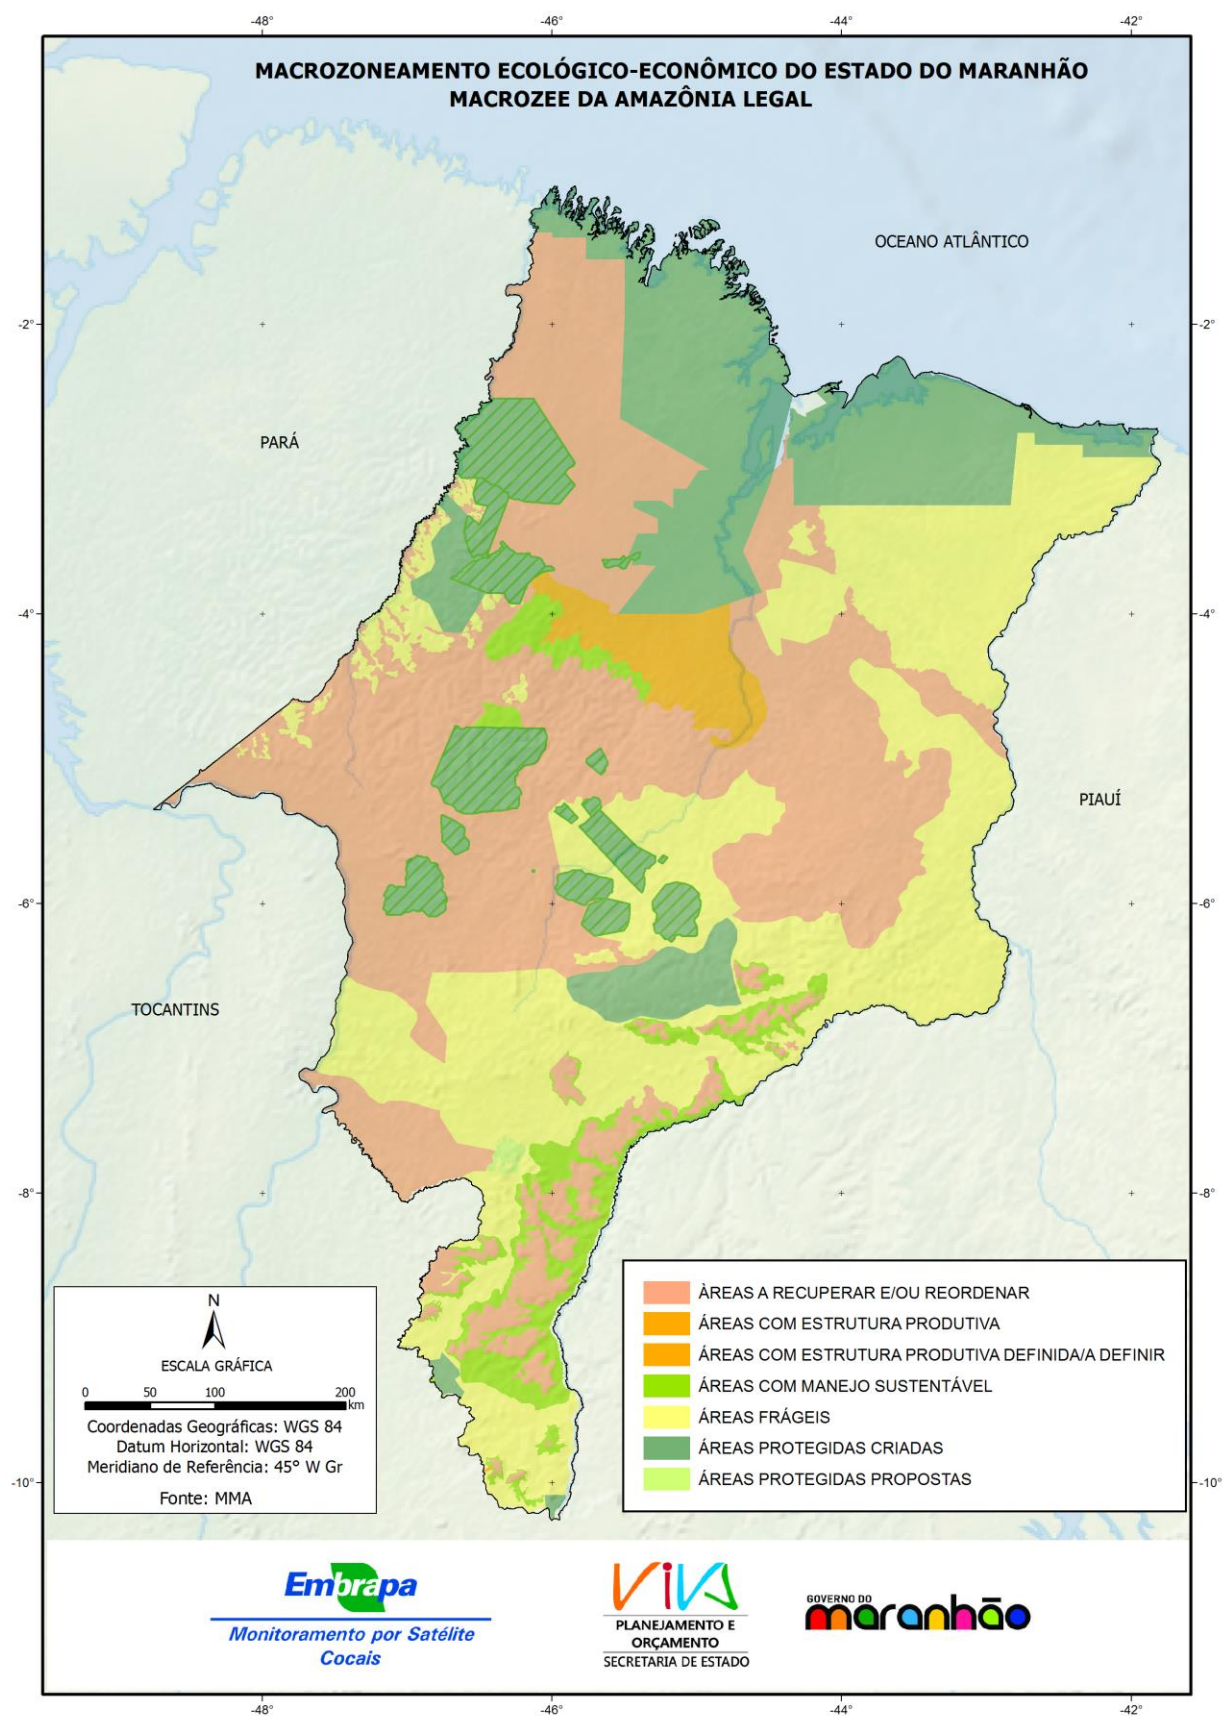 -48° -46° -44° -42°
MACROZONEAMENTO ECOLÓGICO-ECONÔMICO DO ESTADO DO MARANHÃO
MACROZEE DA AMAZÔNIA LEGAL
OCEANO ATLÂNTICO
-2° -2°
PARÁ
-4° -4°
PIAUÍ
-6° -6°
TOCANTINS
-8° -8°
N
ESCALA GRÁFICA
0 50 100 200
km
Coordenadas Geográficas: WGS 84
Datum Horizontal: WGS 84
Meridiano de Referência: 45° W Gr
Fonte: MMA
ÀREAS A RECUPERAR E/OU REORDENAR
ÁREAS COM ESTRUTURA PRODUTIVA
ÁREAS COM ESTRUTURA PRODUTIVA DEFINIDA/A DEFINIR
ÁREAS COM MANEJO SUSTENTÁVEL
ÁREAS FRÁGEIS
ÁREAS PROTEGIDAS CRIADAS
ÁREAS PROTEGIDAS PROPOSTAS
-10° -10°
Embrapa
Monitoramento por Satélite
Cocais
VIVA
PLANEJAMENTO E
ORÇAMENTO
SECRETARIA DE ESTADO
GOVERNO DO
maranhão
-48° -46° -44° -42°